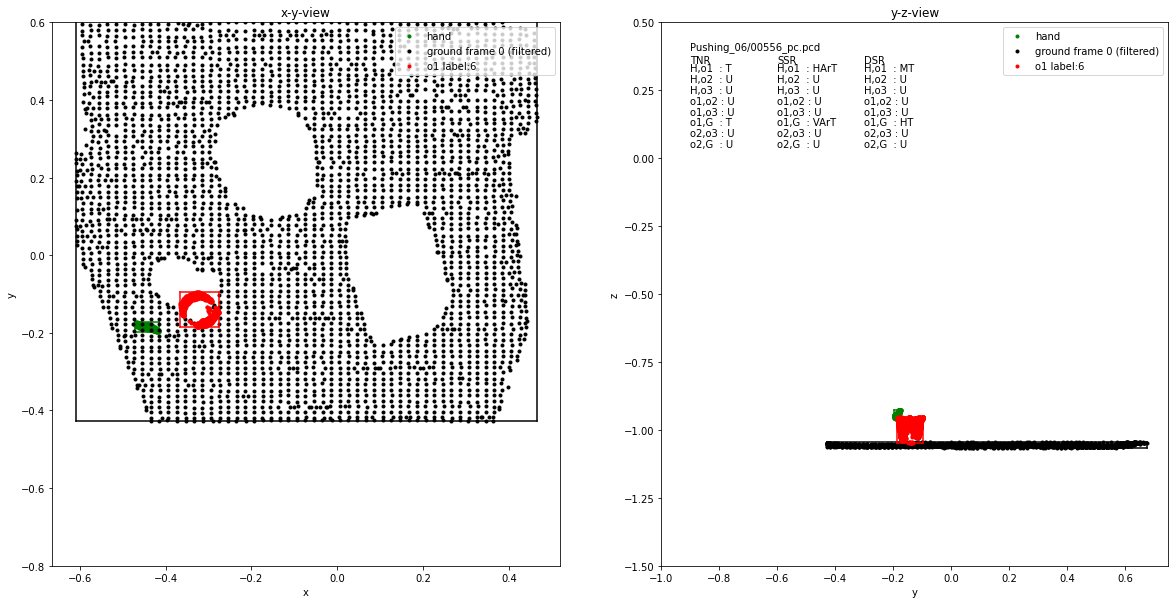 x-y-view
hand
ground frame 0 (filtered)
o1 label:6
0.6
0.4
0.2
0.0
−0.2
−0.4
−0.6
−0.8
y
−0.6
−0.4
−0.2
0.0
0.2
0.4
x
y-z-view
hand
ground frame 0 (filtered)
o1 label:6
Pushing_06/00556_pc.pcd
TNR SSR DSR
H,o1 : T H,o1 : HArT H,o1 : MT
H,o2 : U H,o2 : U H,o2 : U
H,o3 : U H,o3 : U H,o3 : U
o1,o2 : U o1,o2 : U o1,o2 : U
o1,o3 : U o1,o3 : U o1,o3 : U
o1,G : T o1,G : VArT o1,G : HT
o2,o3 : U o2,o3 : U o2,o3 : U
o2,G : U o2,G : U o2,G : U
0.50
0.25
0.00
−0.25
−0.50
−0.75
−1.00
−1.25
−1.50
z
−1.0
−0.8
−0.6
−0.4
−0.2
0.0
0.2
0.4
0.6
y